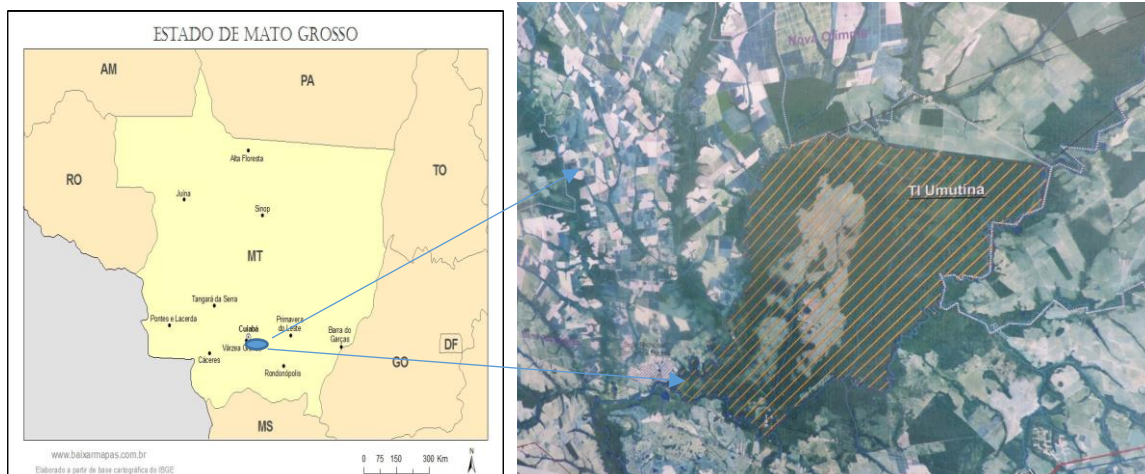 ESTADO DE MATO GROSSO
AM
PA
Alta Floresta
RO
TO
Juína
Sinop
MT
Tangará da Serra
Pontes e Lacerda
Cuiabá
Primavera
do Leste
Barra do
Garças
Várzea Grande
Cáceres
Rondonópolis
GO
DF
MS
www.baixarmapas.com.br
Elaborado a partir de base cartográfica do IBGE
0 75 150 300 Km
N
Nova Olímpia
TI Umutina